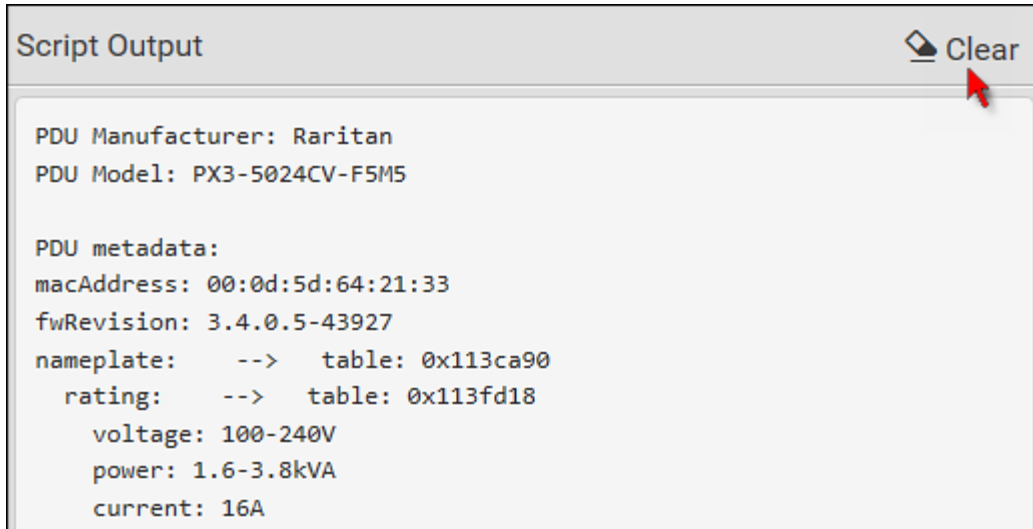 Script Output
Clear
PDU Manufacturer: Raritan
PDU Model: PX3-5024CV-F5M5
PDU metadata:
macAddress: 00:0d:5d:64:21:33
fwRevision: 3.4.0.5-43927
nameplate:    -->   table: 0x113ca90
  rating:    -->   table: 0x113fd18
    voltage: 100-240V
    power: 1.6-3.8kVA
    current: 16A